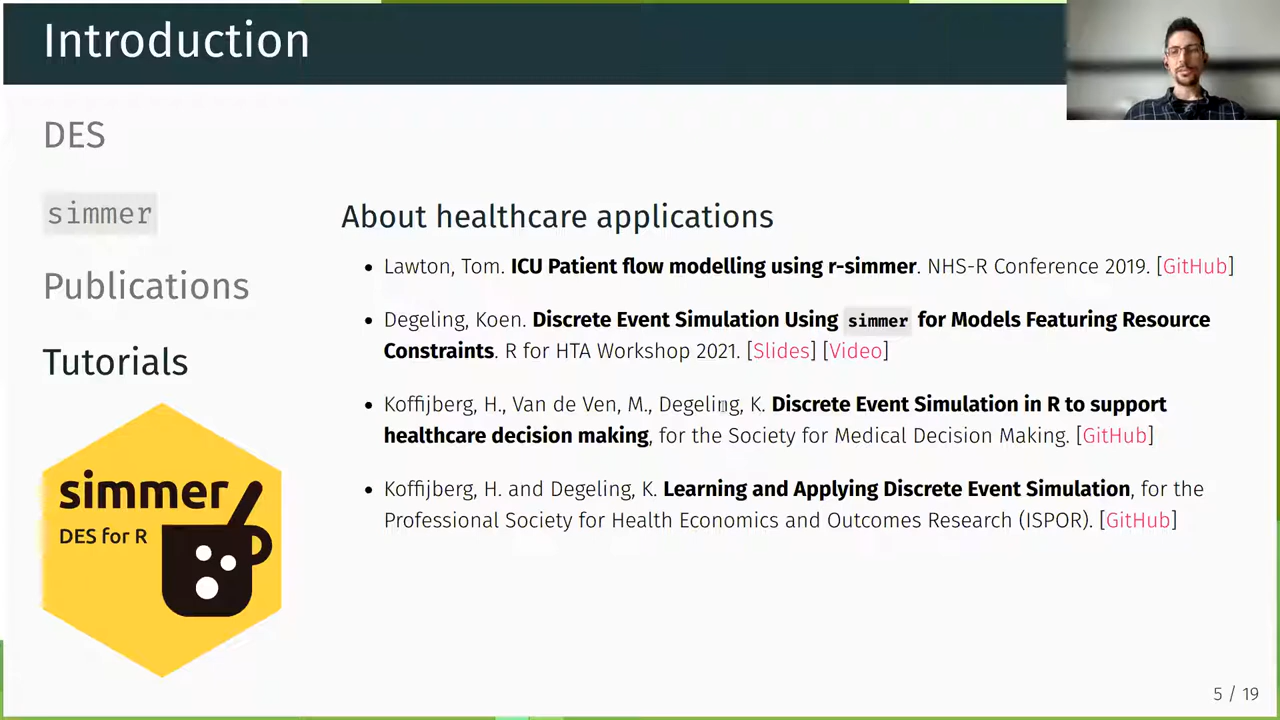 Introduction
DES
simmer
Publications
Tutorials
simmer
DES for R
About healthcare applications
• Lawton, Tom. ICU Patient flow modelling using r-simmer. NHS-R Conference 2019. [GitHub]
• Degeling, Koen. Discrete Event Simulation Using simmer for Models Featuring Resource
Constraints. R for HTA Workshop 2021. [Slides] [Video]
• Koffijberg, H., Van de Ven, M., Degeling, K. Discrete Event Simulation in R to support
healthcare decision making, for the Society for Medical Decision Making. [GitHub]
• Koffijberg, H. and Degeling, K. Learning and Applying Discrete Event Simulation, for the
Professional Society for Health Economics and Outcomes Research (ISPOR). [GitHub]
5 / 19